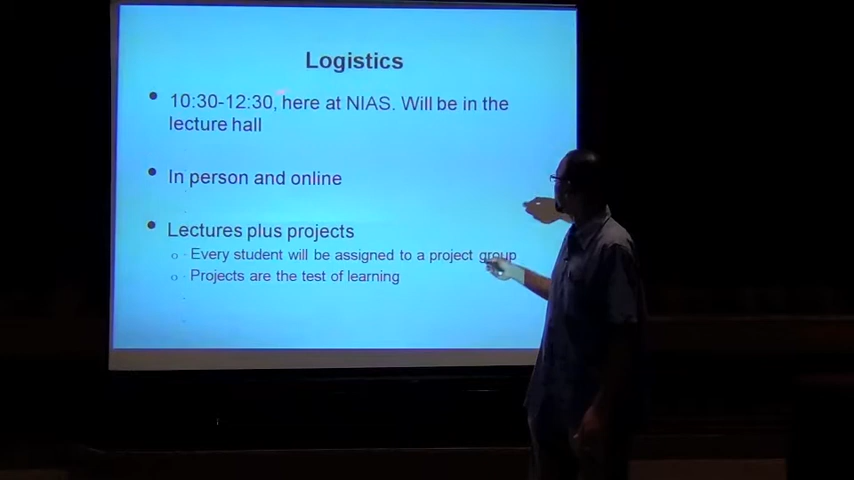 Logistics
10:30-12:30, here at NIAS. Will be in the
lecture hall
In person and online
Lectures plus projects
Every student will be assigned to a project group
Projects are the test of learning